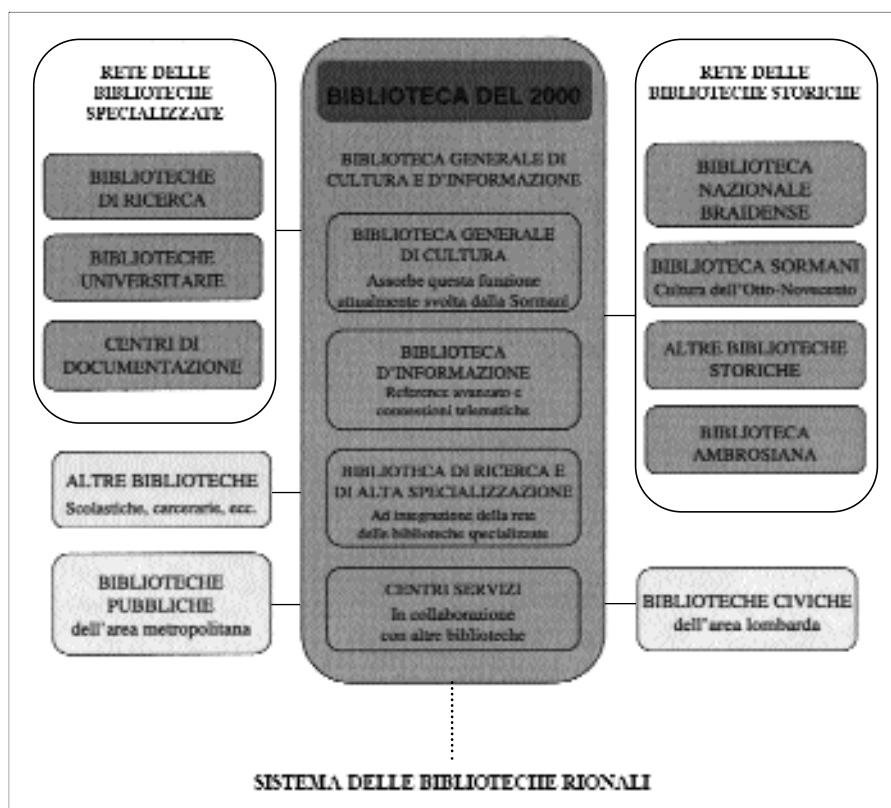 RETE DELLE
BIBLIOTECHE
SPECIALIZZATE
BIBLIOTECHE
DI RICERCA
BIBLIOTECHE
UNIVERSITARIE
CENTRI DI
DOCUMENTAZIONE
ALTRE BIBLIOTECHE
Scolastiche, carcerarie, ecc.
BIBLIOTECHE
PUBBLICHE
dell'area metropolitana
BIBLIOTECA DEL 2000
BIBLIOTECA GENERALE DI
CULTURA E D'INFORMAZIONE
BIBLIOTECA GENERALE
DI CULTURA
Assorbe questa funzione
attualmente svolta dalla Sormani
BIBLIOTECA
D'INFORMAZIONE
Reference avanzato e
connessioni telematiche
BIBLIOTECA DI RICERCA E
DI ALTA SPECIALIZZAZIONE
Ad integrazione della rete
delle biblioteche specializzate
CENTRI SERVIZI
In collaborazione
con altre biblioteche
RETE DELLE
BIBLIOTECHE STORICHE
BIBLIOTECA
NAZIONALE
BRAIDENSE
BIBLIOTECA SORMANI
Cultura dell'Otto-Novecento
ALTRE BIBLIOTECHE
STORICHE
BIBLIOTECA
AMBROSIANA
BIBLIOTECHE CIVICHE
dell'area lombarda
SISTEMA DELLE BIBLIOTECHE RIONALI